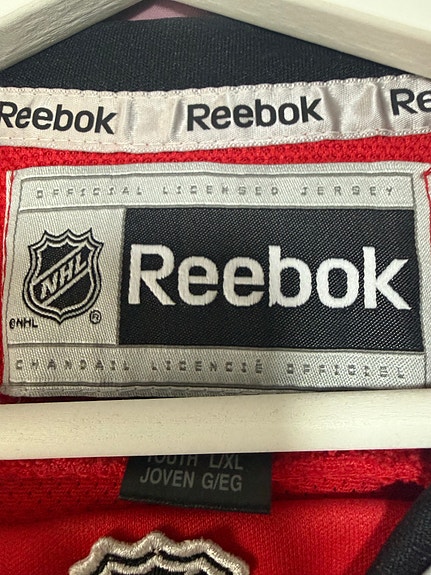 Reebok Reebok Re
OFFICIAL LICENSED JERSEY
NHL
Reebok
©NHL ®
CHANDAIL LICENCIÉ OFFICIEL
YOUTH L/XL
JOVEN G/EG